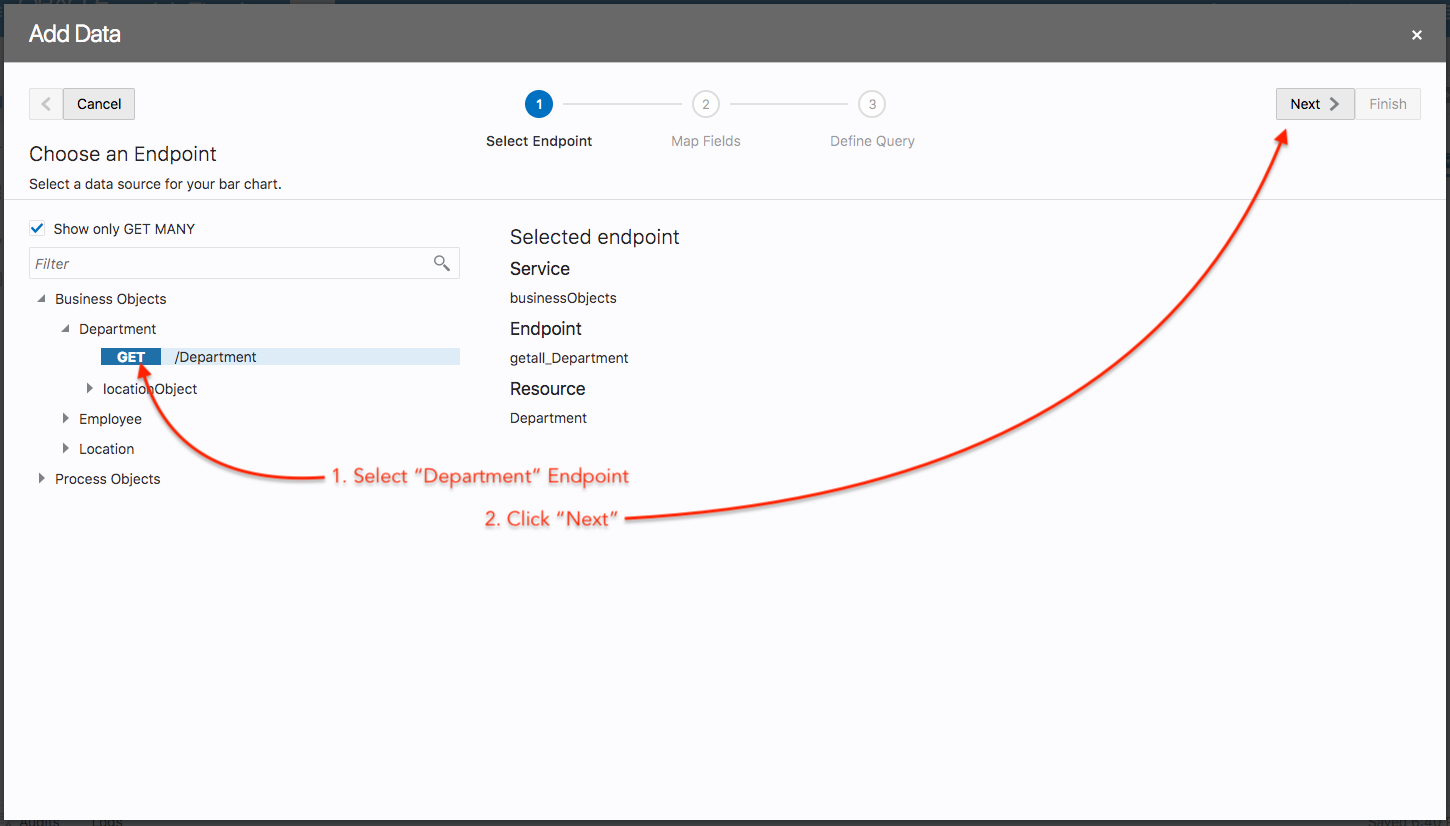 Add Data
×
Cancel
Next
Finish
1
2
3
Select Endpoint
Map Fields
Define Query
Choose an Endpoint
Select a data source for your bar chart.
Show only GET MANY
Filter
Business Objects
Department
GET /Department
locationObject
Employee
Location
Process Objects
Selected endpoint
Service
businessObjects
Endpoint
getall_Department
Resource
Department
1. Select “Department” Endpoint
2. Click “Next”